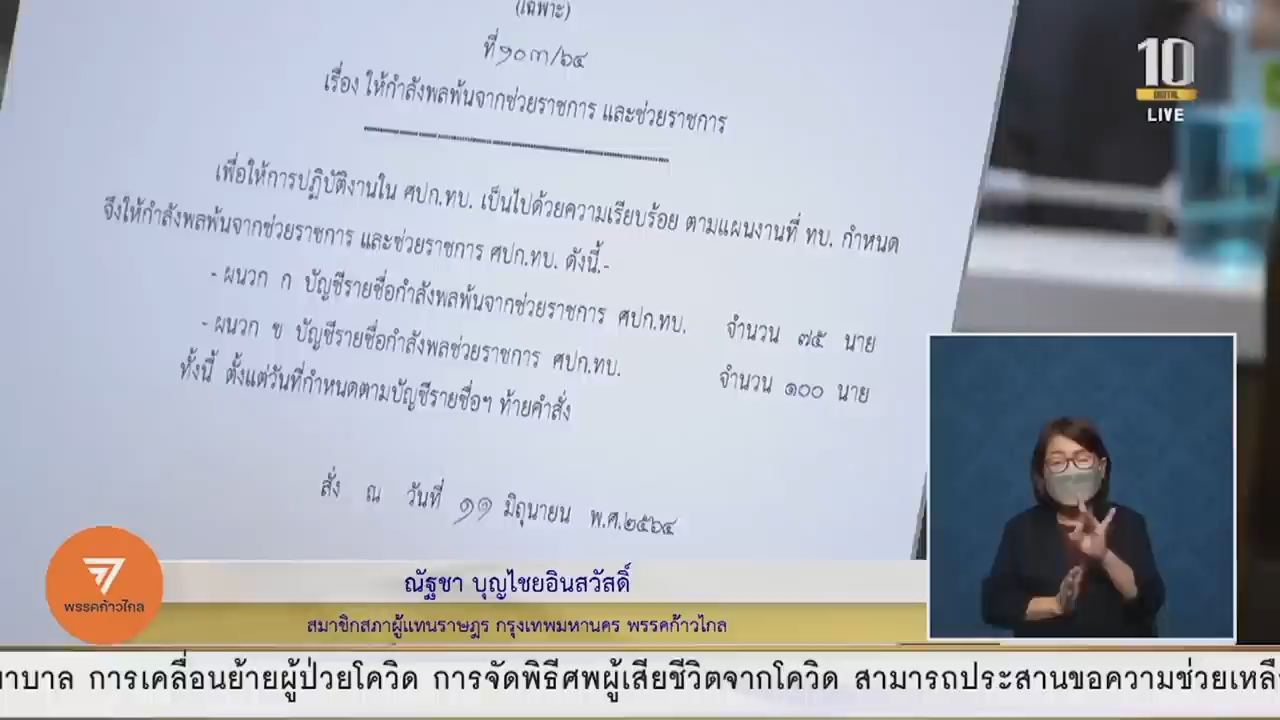 (เฉพาะ)
ที่ ๑๐๓/๖๔
เรื่อง ให้กำลังพลพ้นจากช่วยราชการ และช่วยราชการ
เพื่อให้การปฏิบัติงานใน ศปก.ทบ. เป็นไปด้วยความเรียบร้อย ตามแผนงานที่ ทบ. กำหนด
จึงให้กำลังพลพ้นจากช่วยราชการ และช่วยราชการ ศปก.ทบ. ดังนี้.-
- ผนวก ก บัญชีรายชื่อกำลังพลพ้นจากช่วยราชการ ศปก.ทบ. จำนวน ๗๕ นาย
- ผนวก ข บัญชีรายชื่อกำลังพลช่วยราชการ ศปก.ทบ. จำนวน ๑๐๐ นาย
ทั้งนี้ ตั้งแต่วันที่กำหนดตามบัญชีรายชื่อฯ ท้ายคำสั่ง
สั่ง ณ วันที่ ๑๑ มิถุนายน พ.ศ.๒๕๖๔
10
DIGITAL
LIVE
พรรคก้าวไกล
ณัฐชา บุญไชยอินสวัสดิ์
สมาชิกสภาผู้แทนราษฎร กรุงเทพมหานคร พรรคก้าวไกล
าบาล การเคลื่อนย้ายผู้ป่วยโควิด การจัดพิธีศพผู้เสียชีวิตจากโควิด สามารถประสานขอความช่วยเหลื